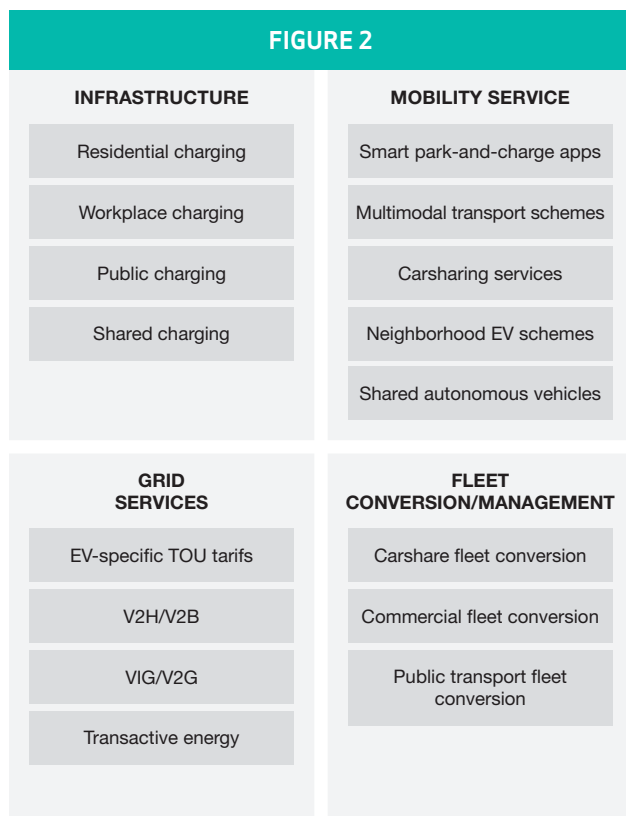 FIGURE 2
INFRASTRUCTURE
Residential charging
Workplace charging
Public charging
Shared charging
MOBILITY SERVICE
Smart park-and-charge apps
Multimodal transport schemes
Carsharing services
Neighborhood EV schemes
Shared autonomous vehicles
GRID
SERVICES
EV-specific TOU tarifs
V2H/V2B
VIG/V2G
Transactive energy
FLEET
CONVERSION/MANAGEMENT
Carshare fleet conversion
Commercial fleet conversion
Public transport fleet
conversion